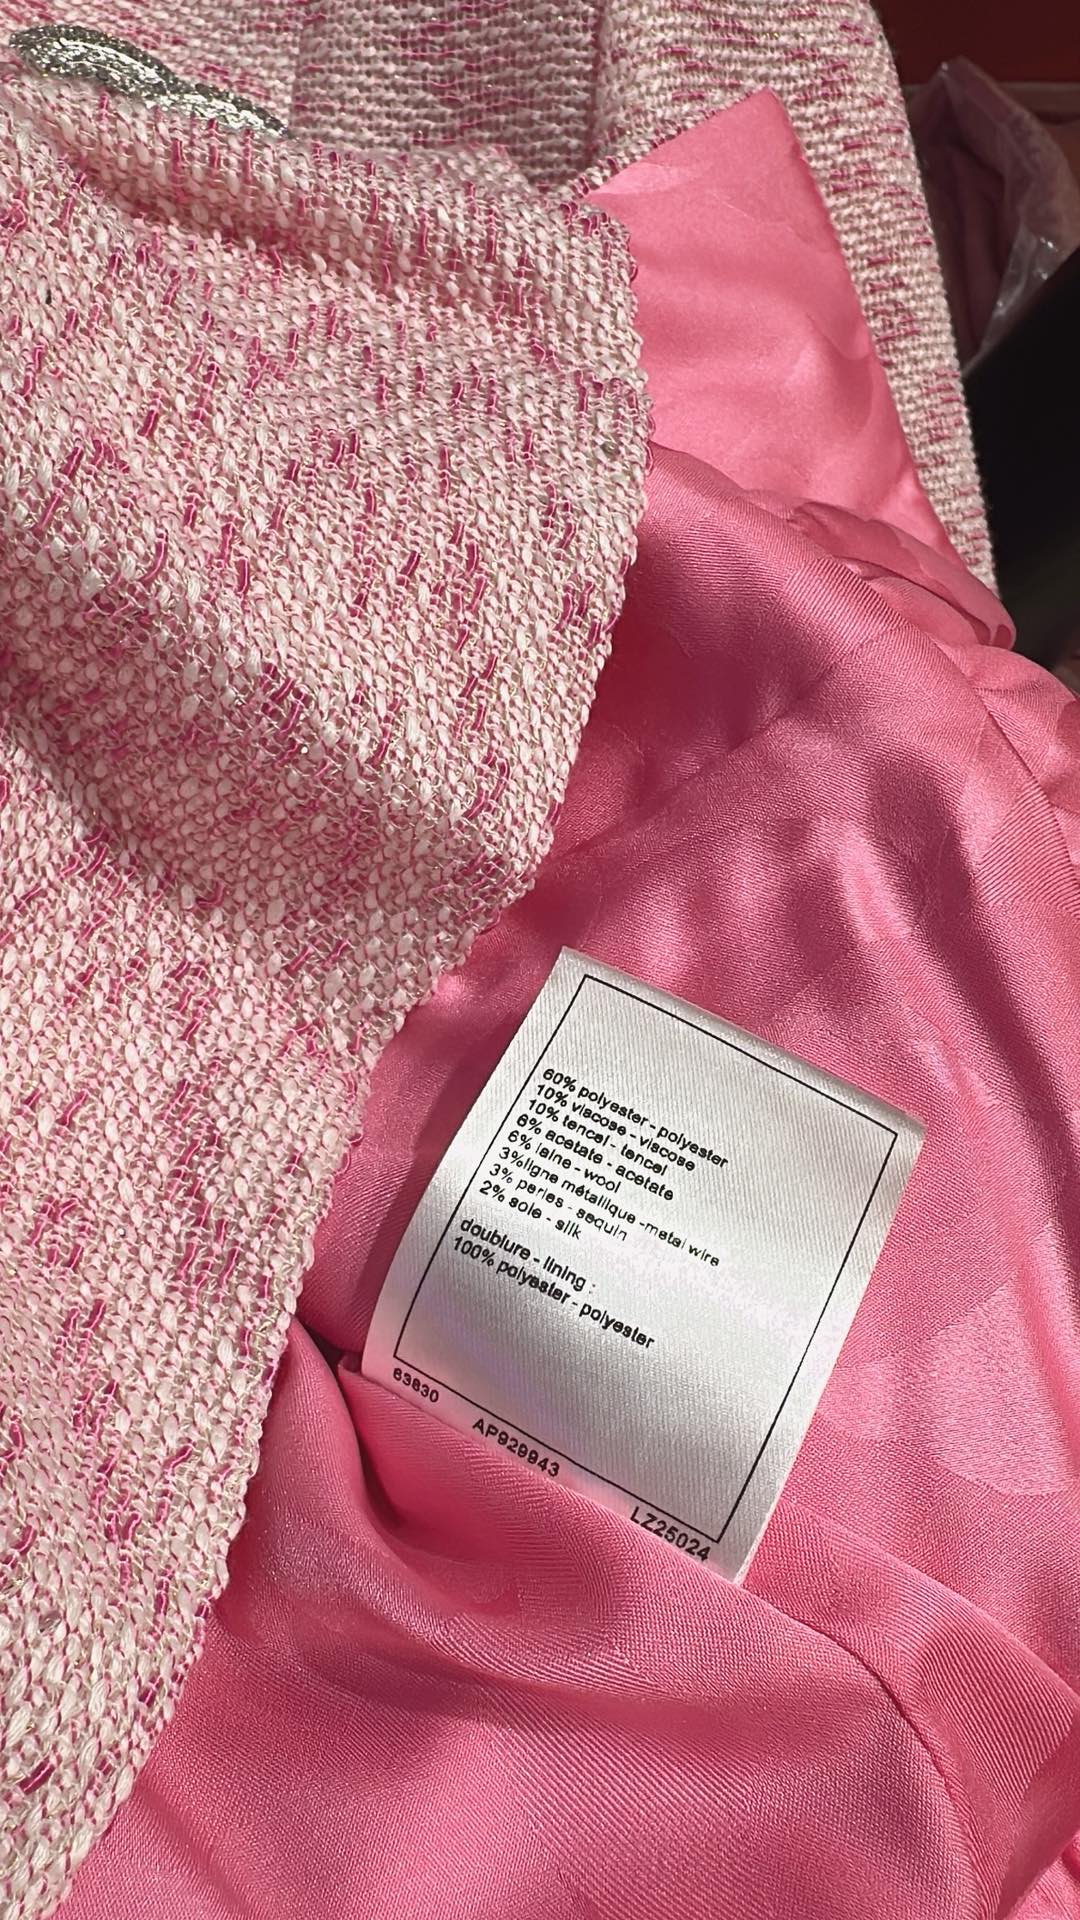 60% polyester - polyester
10% viscose - viscose
10% tencel - tencel
6% acetate - acetate
6% laine - wool
3%ligne métallique -metal wire
3% perles - sequin
2% soie - silk
doublure - lining :
100% polyester - polyester
63830 AP929943 LZ25024